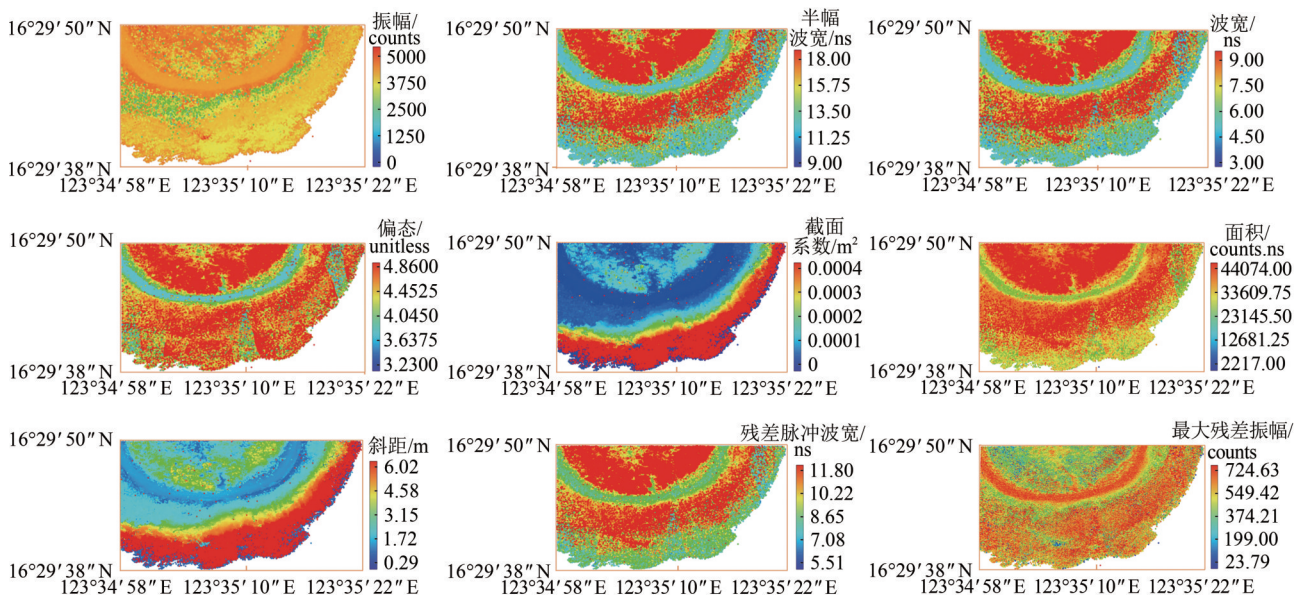 16°29′50″N
振幅/
counts
5000
3750
2500
1250
0
16°29′38″N
123°34′58″E 123°35′10″E 123°35′22″E
16°29′50″N
半幅
波宽/ns
18.00
15.75
13.50
11.25
9.00
16°29′38″N
123°34′58″E 123°35′10″E 123°35′22″E
16°29′50″N
波宽/
ns
9.00
7.50
6.00
4.50
3.00
16°29′38″N
123°34′58″E 123°35′10″E 123°35′22″E
16°29′50″N
偏态/
unitless
4.8600
4.4525
4.0450
3.6375
3.2300
16°29′38″N
123°34′58″E 123°35′10″E 123°35′22″E
16°29′50″N
截面
系数/m²
0.0004
0.0003
0.0002
0.0001
0
16°29′38″N
123°34′58″E 123°35′10″E 123°35′22″E
16°29′50″N
面积/
counts.ns
44074.00
33609.75
23145.50
12681.25
2217.00
16°29′38″N
123°34′58″E 123°35′10″E 123°35′22″E
16°29′50″N
斜距/m
6.02
4.58
3.15
1.72
0.29
16°29′38″N
123°34′58″E 123°35′10″E 123°35′22″E
16°29′50″N
残差脉冲波宽/
ns
11.80
10.22
8.65
7.08
5.51
16°29′38″N
123°34′58″E 123°35′10″E 123°35′22″E
16°29′50″N
最大残差振幅/
counts
724.63
549.42
374.21
199.00
23.79
16°29′38″N
123°34′58″E 123°35′10″E 123°35′22″E